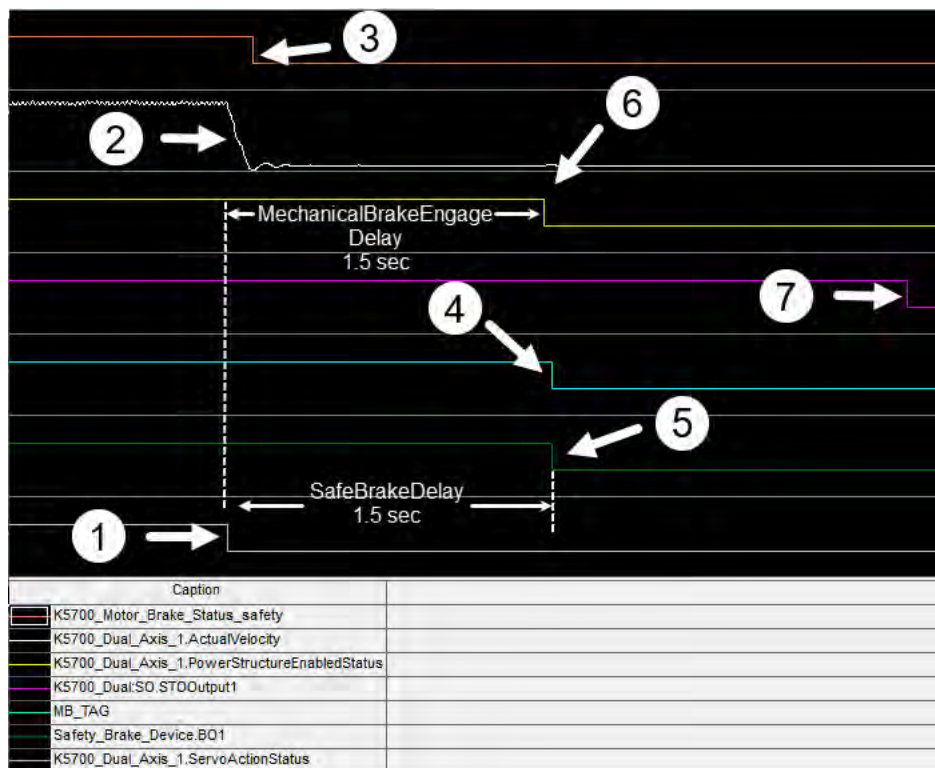 3
6
2
MechanicalBrakeEngage
Delay
1.5 sec
7
4
5
SafeBrakeDelay
1.5 sec
1
Caption
K5700_Motor_Brake_Status_safety
K5700_Dual_Axis_1.ActualVelocity
K5700_Dual_Axis_1.PowerStructureEnabledStatus
K5700_Dual:SO.STOOutput1
MB_TAG
Safety_Brake_Device.BO1
K5700_Dual_Axis_1.ServoActionStatus